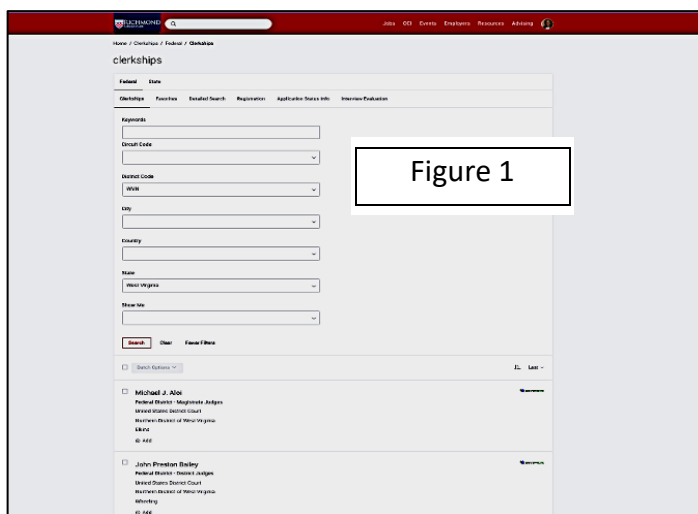 RICHMOND
Jobs OCI Events Employers Resources Advising
Home / Clerkships / Federal / Clerkships
clerkships
Federal State
Clerkships Favorites Detailed Search Registration Application Status Info Interview Evaluation
Keywords
Circuit Code
Figure 1
District Code
WVN
City
Country
State
West Virginia
Show Me
Search Clear Fewer Filters
Batch Options
Last
Michael J. Aloi
Federal District - Magistrate Judges
United States District Court
Northern District of West Virginia
Elkins
Add
John Preston Bailey
Federal District - District Judges
United States District Court
Northern District of West Virginia
Wheeling
Add